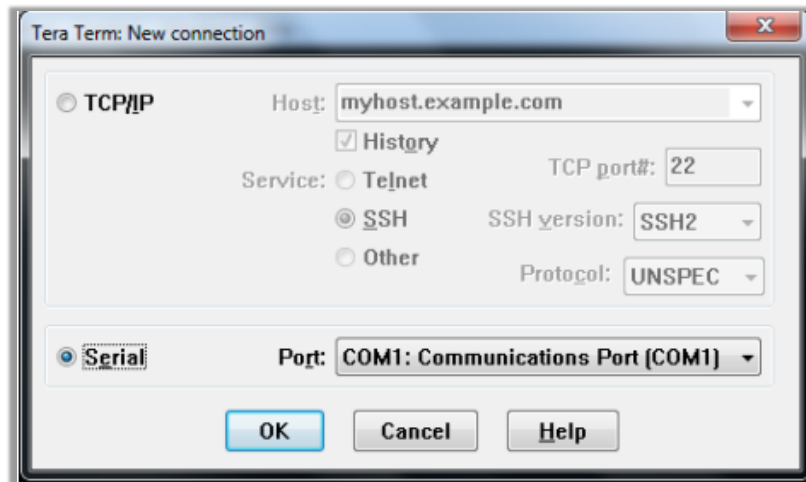 Tera Term: New connection
TCP/IP Host: myhost.example.com
History
Service: Telnet TCP port#: 22
SSH SSH version: SSH2
Other Protocol: UNSPEC
Serial Port: COM1: Communications Port (COM1)
OK Cancel Help